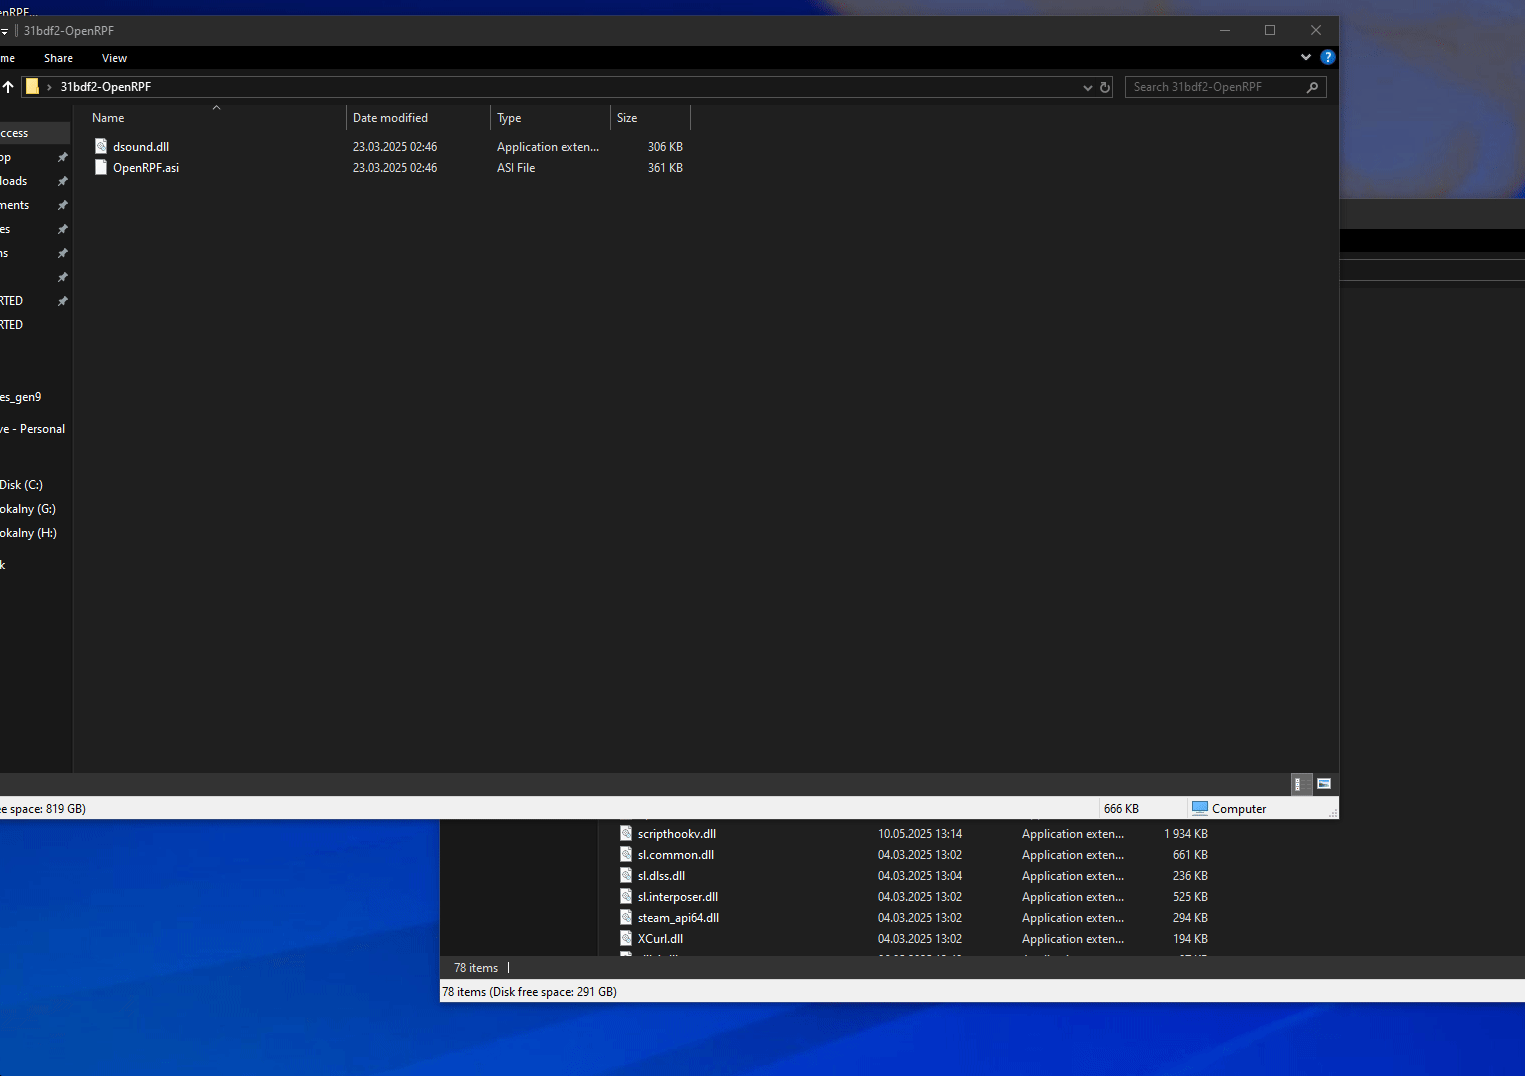 enRPF...
31bdf2-OpenRPF
me Share View
31bdf2-OpenRPF
Search 31bdf2-OpenRPF
Name Date modified Type Size
ccess
dsound.dll 23.03.2025 02:46 Application exten... 306 KB
op
OpenRPF.asi 23.03.2025 02:46 ASI File 361 KB
loads
ments
es
ns
RTED
RTED
es_gen9
ve - Personal
Disk (C:)
okalny (G:)
okalny (H:)
k
e space: 819 GB) 666 KB Computer
scripthookv.dll 10.05.2025 13:14 Application exten... 1 934 KB
sl.common.dll 04.03.2025 13:02 Application exten... 661 KB
sl.dlss.dll 04.03.2025 13:04 Application exten... 236 KB
sl.interposer.dll 04.03.2025 13:02 Application exten... 525 KB
steam_api64.dll 04.03.2025 13:02 Application exten... 294 KB
XCurl.dll 04.03.2025 13:02 Application exten... 194 KB
78 items
78 items (Disk free space: 291 GB)